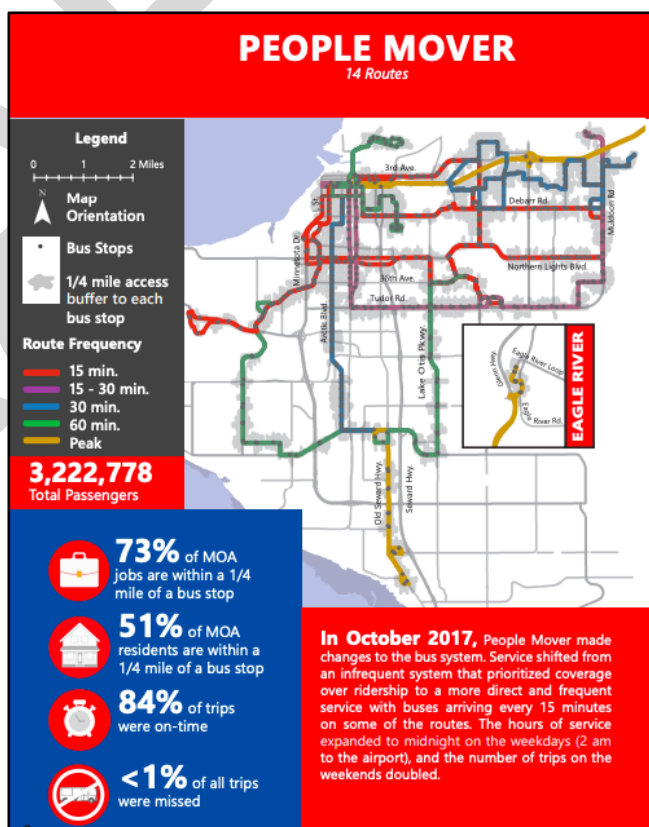 PEOPLE MOVER
14 Routes
Legend
0 1 2 Miles
N
Map
Orientation
Bus Stops
1/4 mile access
buffer to each
bus stop
Route Frequency
15 min.
15 - 30 min.
30 min.
60 min.
Peak
3rd Ave.
L St.
Debarr Rd.
Muldoon Rd
Minnesota Dr.
Northern Lights Blvd.
36th Ave.
Tudor Rd.
Arctic Blvd.
Lake Otis Pkwy.
Old Seward Hwy.
Seward Hwy.
Glenn Hwy.
Eagle River Loop
Eagle
River Rd.
EAGLE RIVER
3,222,778
Total Passengers
73% of MOA
jobs are within a 1/4
mile of a bus stop
51% of MOA
residents are within a
1/4 mile of a bus stop
84% of trips
were on-time
<1% of all trips
were missed
In October 2017, People Mover made
changes to the bus system. Service shifted from
an infrequent system that prioritized coverage
over ridership to a more direct and frequent
service with buses arriving every 15 minutes
on some of the routes. The hours of service
expanded to midnight on the weekdays (2 am
to the airport), and the number of trips on the
weekends doubled.